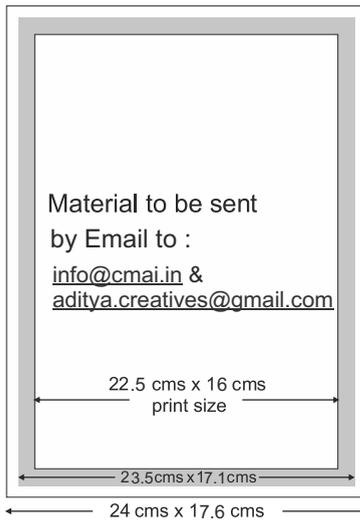 Material to be sent
by Email to :
info@cmai.in &
aditya.creatives@gmail.com
22.5 cms x 16 cms
print size
23.5cms x17.1cms
24 cms x 17.6 cms